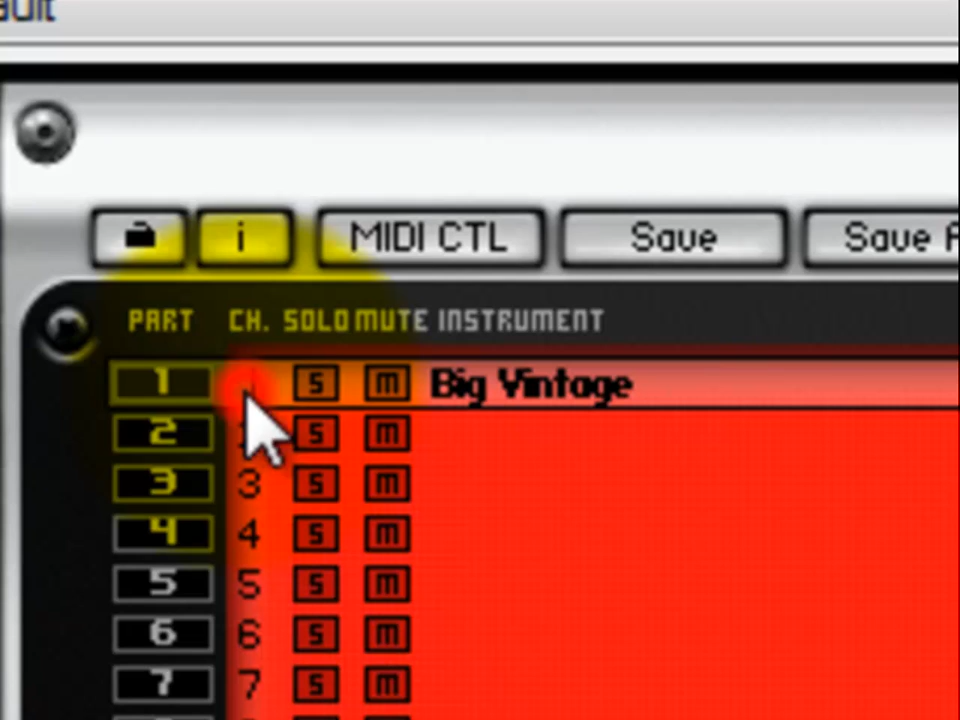 i MIDI CTL Save Save
PART CH. SOLO MUTE INSTRUMENT
1 S m Big Vintage
2 S m
3 3 S m
4 4 S m
5 5 S m
6 6 S m
7 7 S m